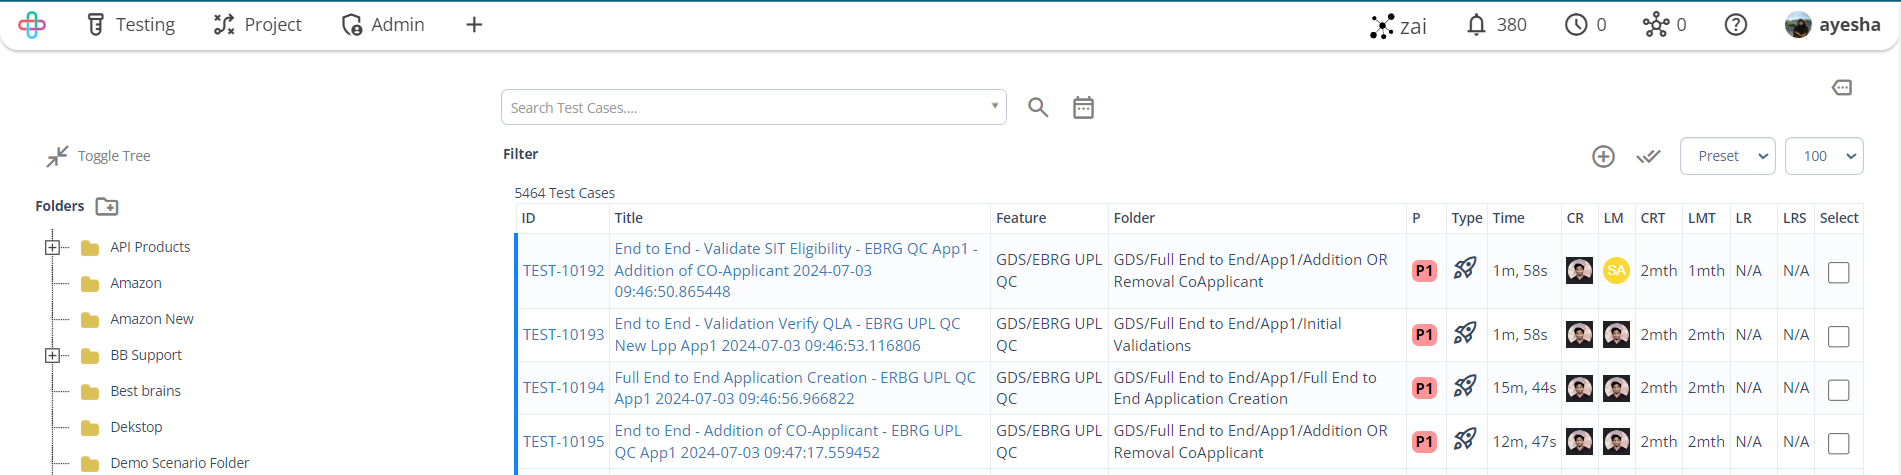 Testing Project Admin zai 380 0 0 ayesha
Search Test Cases....
Toggle Tree
Filter
Preset 100
Folders
API Products
Amazon
Amazon New
BB Support
Best brains
Dekstop
Demo Scenario Folder
5464 Test Cases
ID Title Feature Folder P Type Time CR LM CRT LMT LR LRS Select
TEST-10192 End to End - Validate SIT Eligibility - EBRG QC App1 -
Addition of CO-Applicant 2024-07-03
09:46:50.865448
GDS/EBRG UPL
QC
GDS/Full End to End/App1/Addition OR
Removal CoApplicant
P1 1m, 58s SA 2mth 1mth N/A N/A
TEST-10193 End to End - Validation Verify QLA - EBRG UPL QC
New Lpp App1 2024-07-03 09:46:53.116806
GDS/EBRG UPL
QC
GDS/Full End to End/App1/Initial
Validations
P1 1m, 58s 2mth 2mth N/A N/A
TEST-10194 Full End to End Application Creation - ERBG UPL QC
App1 2024-07-03 09:46:56.966822
GDS/EBRG UPL
QC
GDS/Full End to End/App1/Full End to
End Application Creation
P1 15m, 44s 2mth 2mth N/A N/A
TEST-10195 End to End - Addition of CO-Applicant - EBRG UPL
QC App1 2024-07-03 09:47:17.559452
GDS/EBRG UPL
QC
GDS/Full End to End/App1/Addition OR
Removal CoApplicant
P1 12m, 47s 2mth 2mth N/A N/A